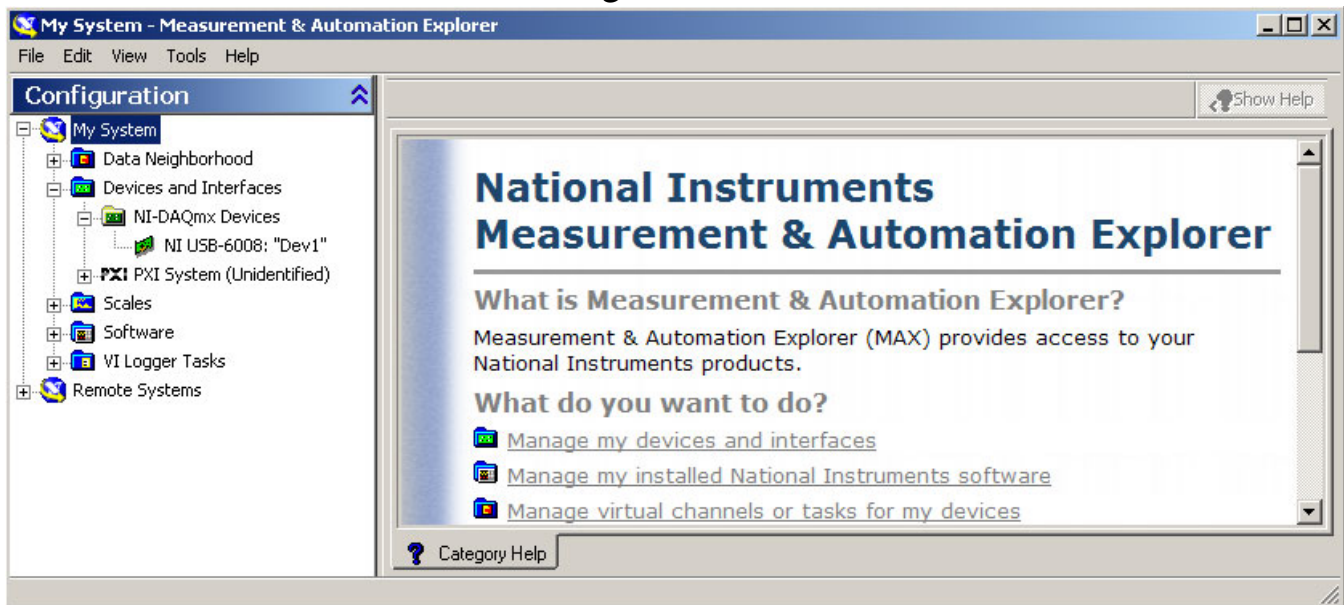 My System - Measurement & Automation Explorer
File Edit View Tools Help
Configuration
Show Help
My System
Data Neighborhood
Devices and Interfaces
NI-DAQmx Devices
NI USB-6008: "Dev1"
PXI PXI System (Unidentified)
Scales
Software
VI Logger Tasks
Remote Systems
National Instruments
Measurement & Automation Explorer
What is Measurement & Automation Explorer?
Measurement & Automation Explorer (MAX) provides access to your
National Instruments products.
What do you want to do?
Manage my devices and interfaces
Manage my installed National Instruments software
Manage virtual channels or tasks for my devices
Category Help